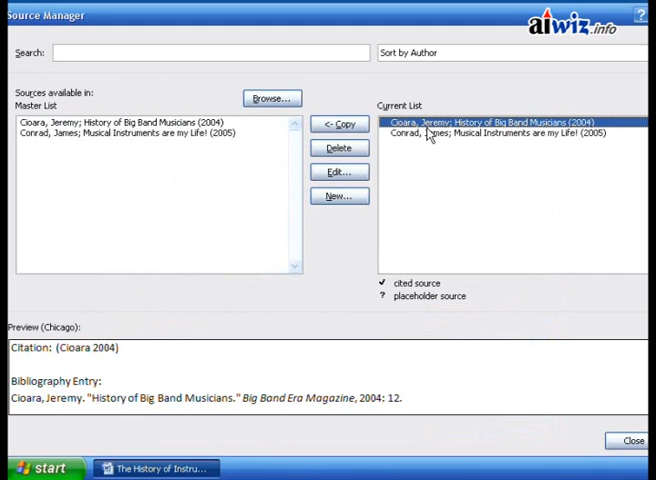 Source Manager
?
aiwiz.info
Search:
Sort by Author
Sources available in:
Master List
Browse...
Current List
Cioara, Jeremy; History of Big Band Musicians (2004)
Conrad, James; Musical Instruments are my Life! (2005)
<- Copy
Delete
Edit...
New...
Cioara, Jeremy; History of Big Band Musicians (2004)
Conrad, James; Musical Instruments are my Life! (2005)
✓ cited source
? placeholder source
Preview (Chicago):
Citation: (Cioara 2004)
Bibliography Entry:
Cioara, Jeremy. "History of Big Band Musicians." Big Band Era Magazine, 2004: 12.
Close
start
The History of Instru...